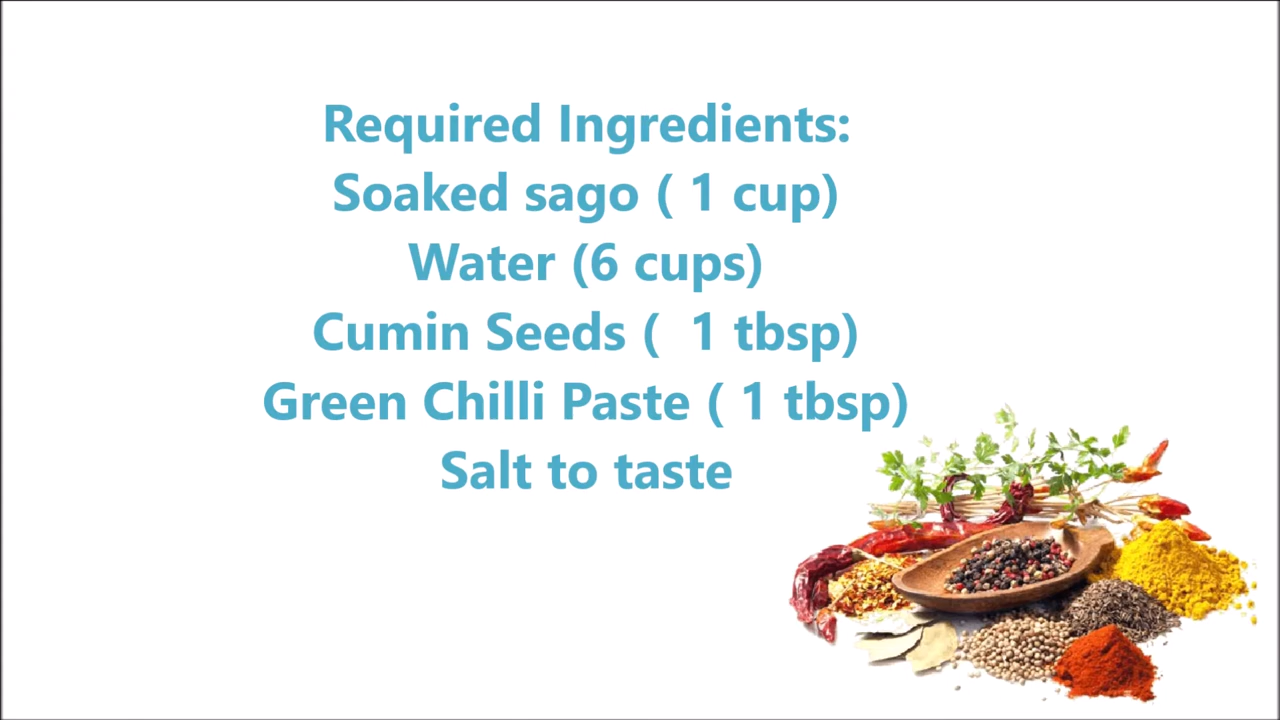 Required Ingredients:
Soaked sago ( 1 cup)
Water (6 cups)
Cumin Seeds (  1 tbsp)
Green Chilli Paste ( 1 tbsp)
Salt to taste